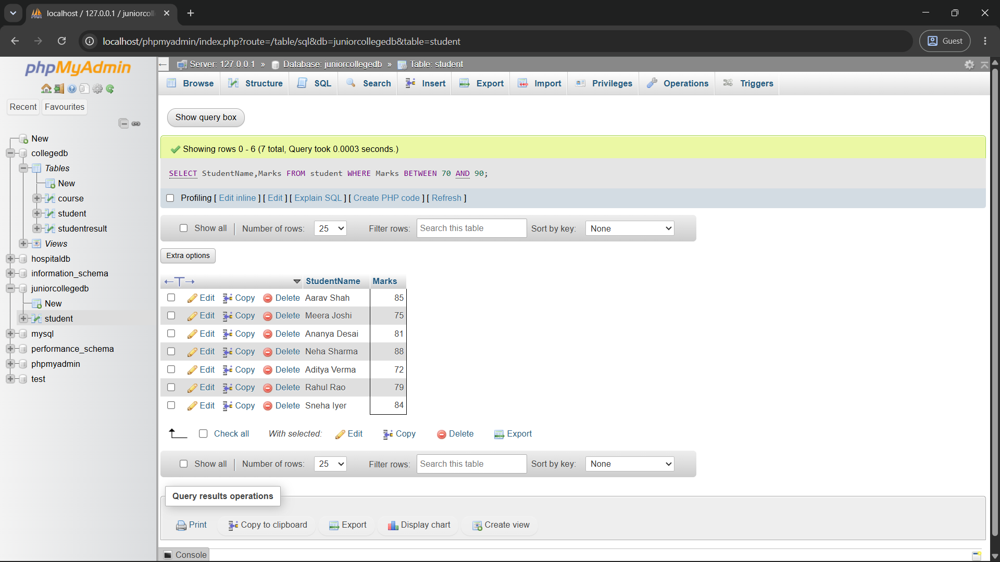 localhost / 127.0.0.1 / juniorcoll
localhost/phpmyadmin/index.php?route=/table/sql&db=juniorcollegedb&table=student
Guest
phpMyAdmin
Recent Favourites
New
collegedb
Tables
New
course
student
studentresult
Views
hospitaldb
information_schema
juniorcollegedb
New
student
mysql
performance_schema
phpmyadmin
test
Server: 127.0.0.1 » Database: juniorcollegedb » Table: student
Browse Structure SQL Search Insert Export Import Privileges Operations Triggers
Show query box
Showing rows 0 - 6 (7 total, Query took 0.0003 seconds.)
SELECT StudentName,Marks FROM student WHERE Marks BETWEEN 70 AND 90;
Profiling [ Edit inline ] [ Edit ] [ Explain SQL ] [ Create PHP code ] [ Refresh ]
Show all Number of rows: 25 Filter rows: Search this table Sort by key: None
Extra options
StudentName Marks
Edit Copy Delete Aarav Shah 85
Edit Copy Delete Meera Joshi 75
Edit Copy Delete Ananya Desai 81
Edit Copy Delete Neha Sharma 88
Edit Copy Delete Aditya Verma 72
Edit Copy Delete Rahul Rao 79
Edit Copy Delete Sneha Iyer 84
Check all With selected: Edit Copy Delete Export
Show all Number of rows: 25 Filter rows: Search this table Sort by key: None
Query results operations
Print Copy to clipboard Export Display chart Create view
Console